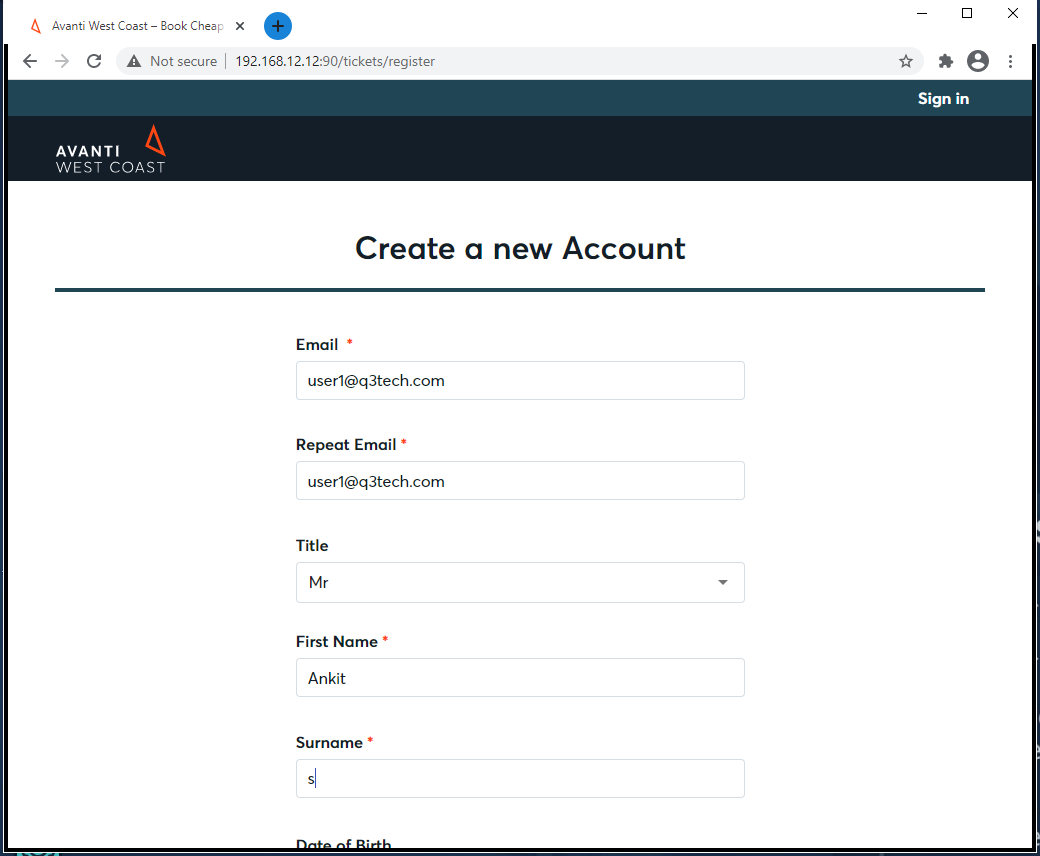 Avanti West Coast – Book Cheap
Not secure
192.168.12.12:90/tickets/register
Sign in
AVANTI
WEST COAST
Create a new Account
Email *
user1@q3tech.com
Repeat Email *
user1@q3tech.com
Title
Mr
First Name *
Ankit
Surname *
s
Date of Birth